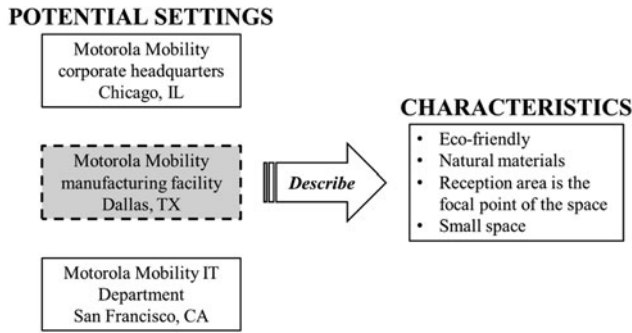 POTENTIAL SETTINGS
Motorola Mobility
corporate headquarters
Chicago, IL
Motorola Mobility
manufacturing facility
Dallas, TX
Motorola Mobility IT
Department
San Francisco, CA
Describe
CHARACTERISTICS
• Eco-friendly
• Natural materials
• Reception area is the
focal point of the space
• Small space